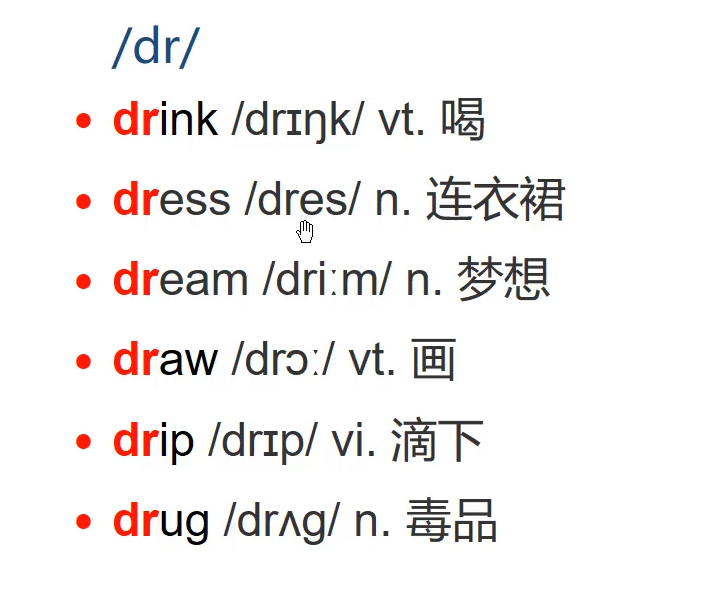 /dr/
• drink /drɪŋk/ vt. 喝
• dress /dres/ n. 连衣裙
• dream /driːm/ n. 梦想
• draw /drɔː/ vt. 画
• drip /drɪp/ vi. 滴下
• drug /drʌg/ n. 毒品